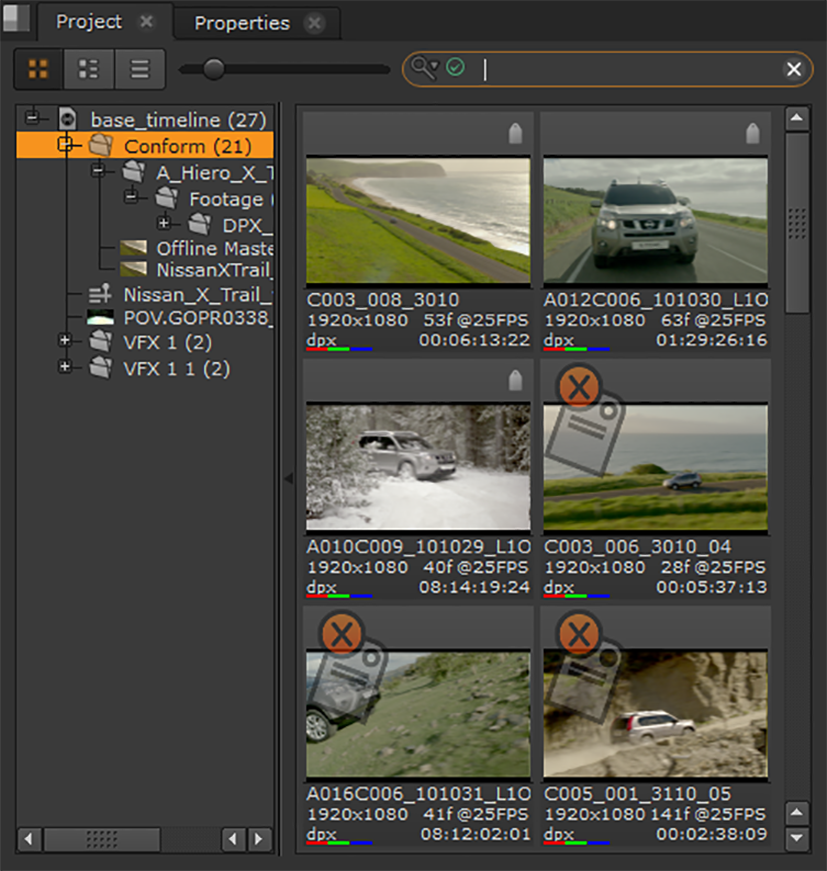 Project
Properties
base_timeline (27)
Conform (21)
A_Hiero_X_T
Footage
DPX_
Offline Maste
NissanXTrail_
Nissan_X_Trail_
POV.GOPR0338_
VFX 1 (2)
VFX 1 1 (2)
C003_008_3010
1920x1080 53f@25FPS
dpx 00:06:13:22
A012C006_101030_L1O
1920x1080 63f@25FPS
dpx 01:29:26:16
A010C009_101029_L1O
1920x1080 40f@25FPS
dpx 08:14:19:24
C003_006_3010_04
1920x1080 28f@25FPS
dpx 00:05:37:13
A016C006_101031_L1O
1920x1080 41f@25FPS
dpx 08:12:02:01
C005_001_3110_05
1920x1080 141f@25FPS
dpx 00:02:38:09